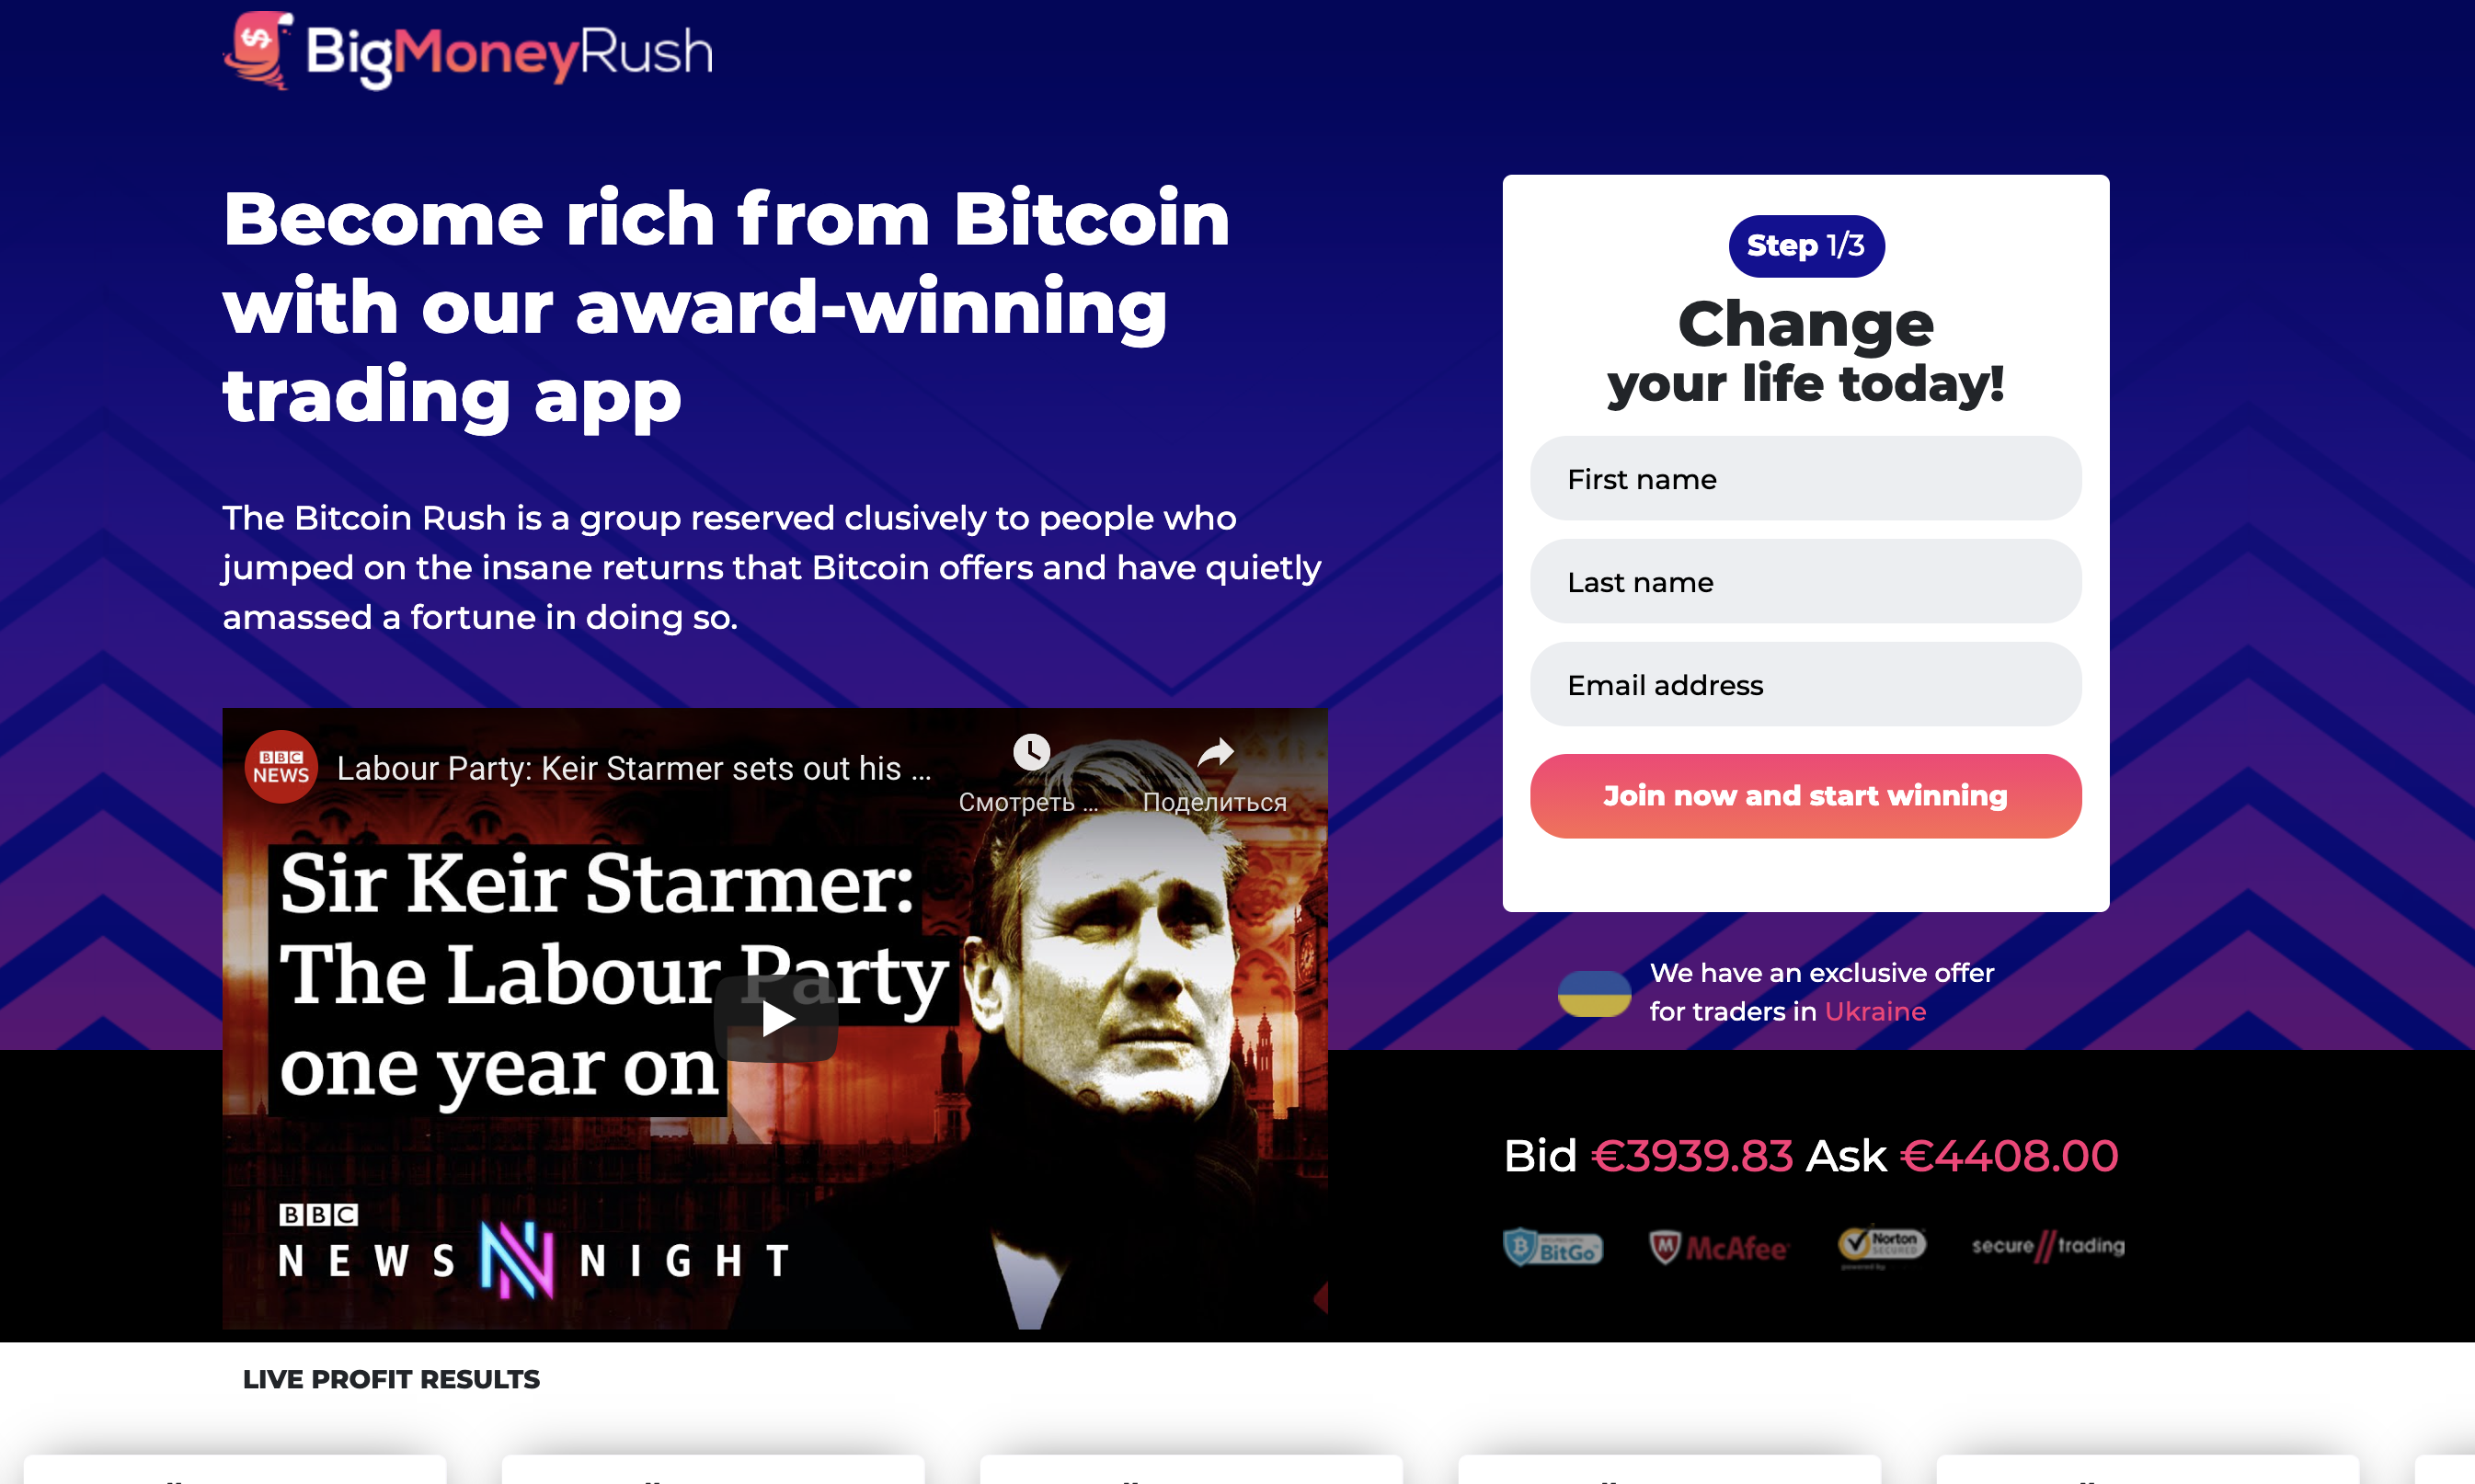 BigMoneyRush
Become rich from Bitcoin
with our award-winning
trading app
The Bitcoin Rush is a group reserved clusively to people who
jumped on the insane returns that Bitcoin offers and have quietly
amassed a fortune in doing so.
BBC
NEWS
Labour Party: Keir Starmer sets out his ...
Смотреть ...
Поделиться
Sir Keir Starmer:
The Labour Party
one year on
BBC
NEWS NIGHT
Step 1/3
Change
your life today!
First name
Last name
Email address
Join now and start winning
We have an exclusive offer
for traders in Ukraine
Bid €3939.83 Ask €4408.00
BitGo
McAfee
Norton
SECURED
powered by
secure//trading
LIVE PROFIT RESULTS